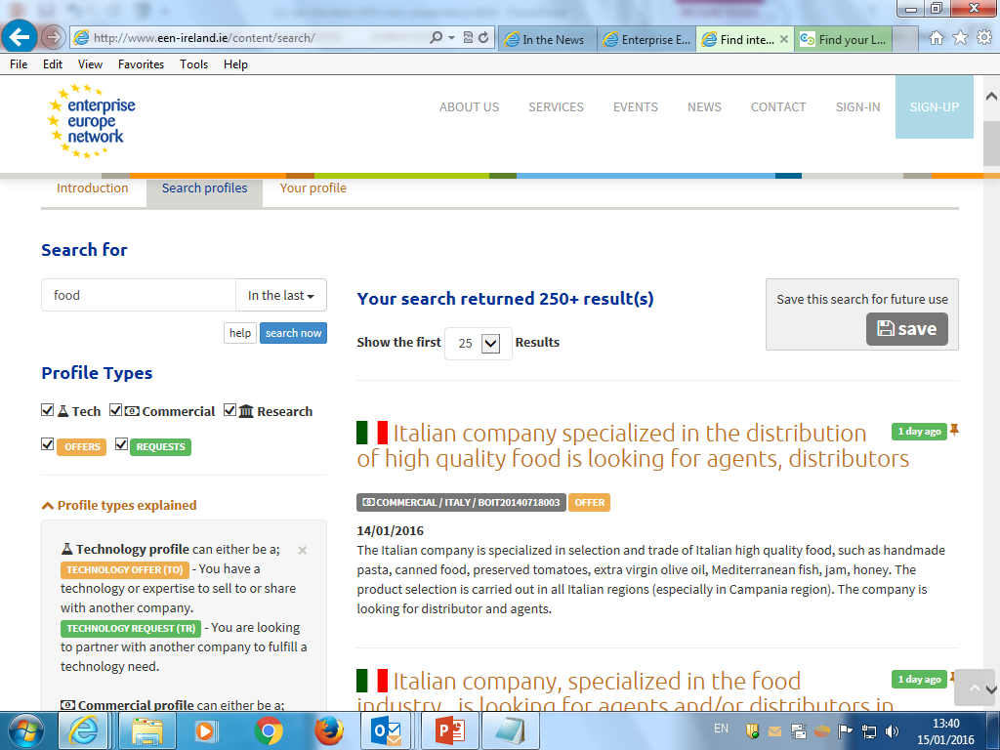 http://www.een-ireland.ie/content/search/
In the News
Enterprise E...
Find inte...
Find your L...
File Edit View Favorites Tools Help
enterprise
europe
network
ABOUT US SERVICES EVENTS NEWS CONTACT SIGN-IN SIGN-UP
Introduction Search profiles Your profile
Search for
food In the last
help search now
Profile Types
Tech Commercial Research
OFFERS REQUESTS
Profile types explained
Technology profile can either be a;
TECHNOLOGY OFFER (TO) - You have a
technology or expertise to sell to or share
with another company.
TECHNOLOGY REQUEST (TR) - You are looking
to partner with another company to fulfill a
technology need.
Commercial profile can either be a;
Your search returned 250+ result(s)
Save this search for future use
save
Show the first 25 Results
Italian company specialized in the distribution
of high quality food is looking for agents, distributors
1 day ago
COMMERCIAL / ITALY / BOIT20140718003 OFFER
14/01/2016
The Italian company is specialized in selection and trade of Italian high quality food, such as handmade
pasta, canned food, preserved tomatoes, extra virgin olive oil, Mediterranean fish, jam, honey. The
product selection is carried out in all Italian regions (especially in Campania region). The company is
looking for distributor and agents.
Italian company, specialized in the food
industry, is looking for agents and/or distributors in
1 day ago
EN
13:40
15/01/2016